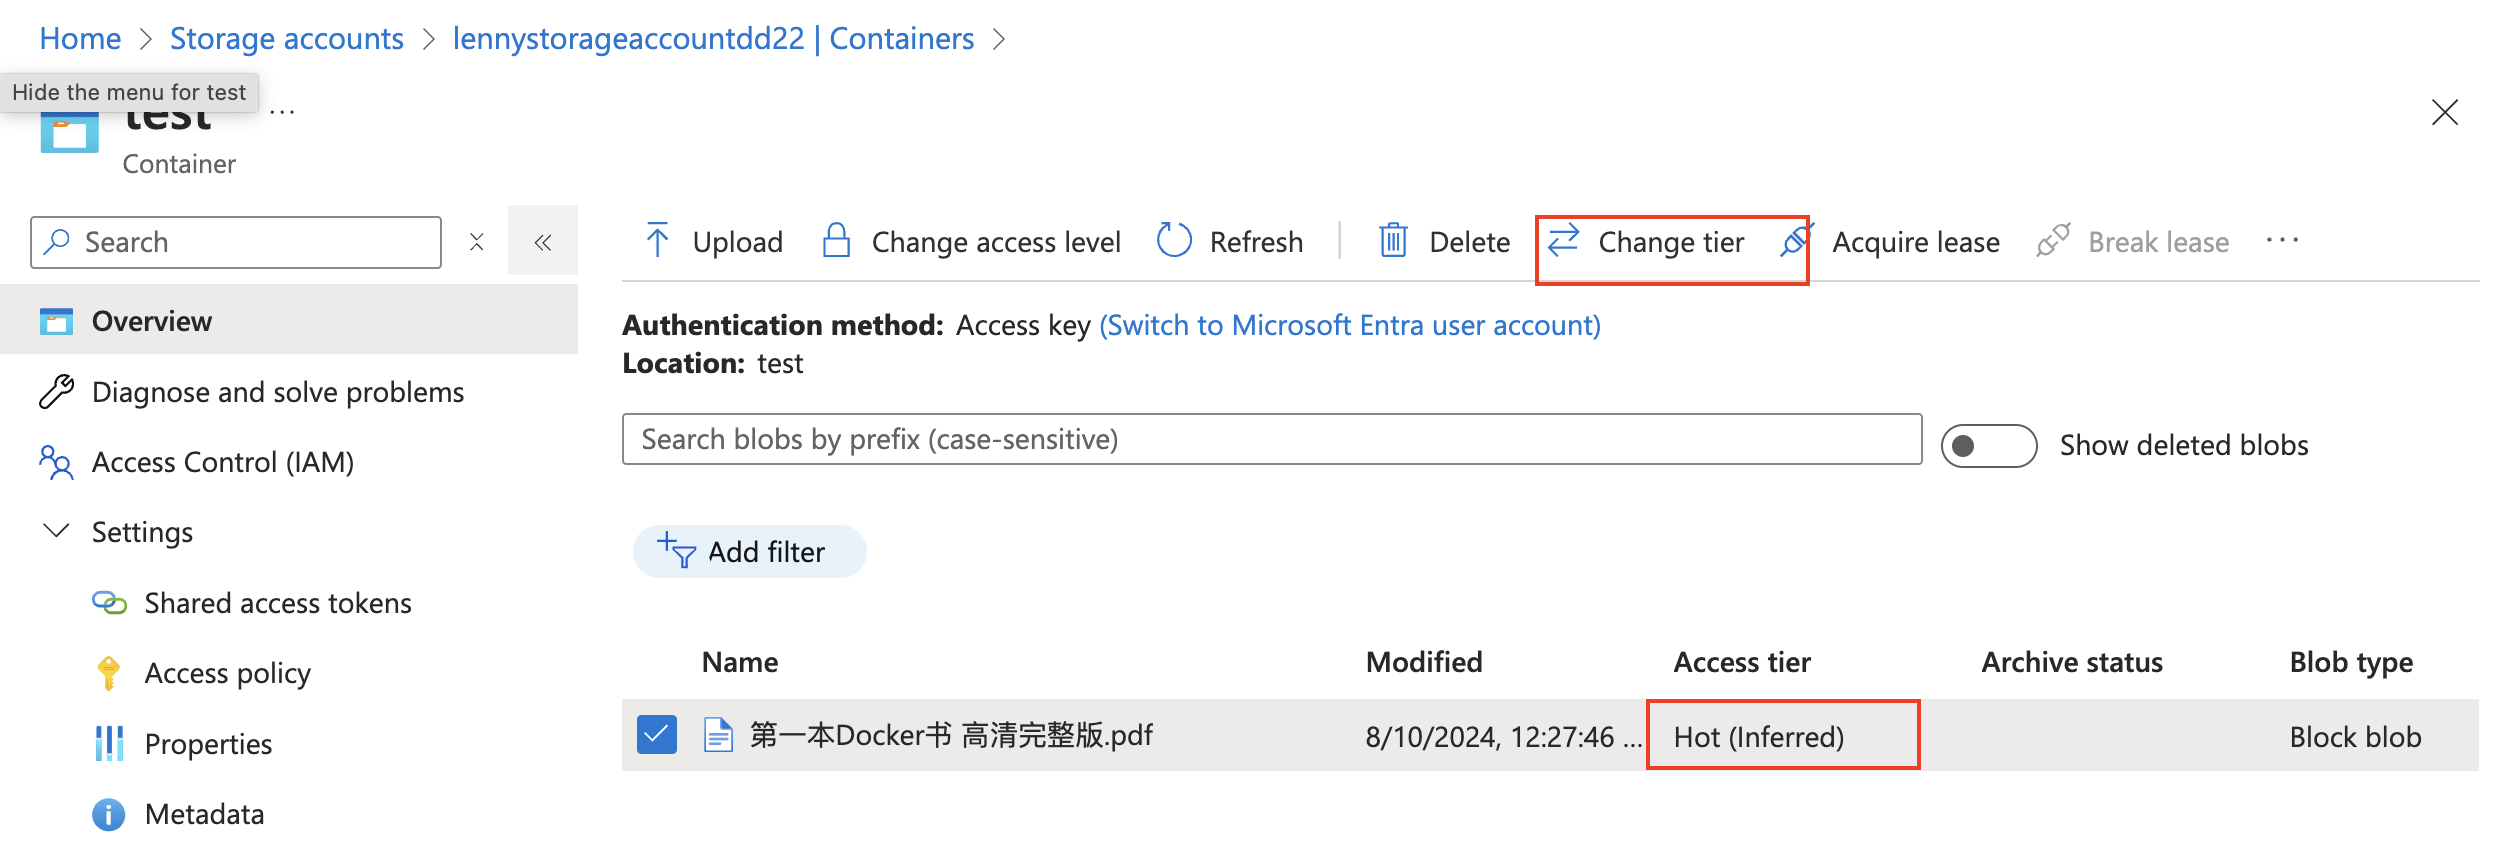 Home > Storage accounts > lennystorageaccountdd22 | Containers >
Hide the menu for test
test ...
Container
Search
Overview
Diagnose and solve problems
Access Control (IAM)
Settings
Shared access tokens
Access policy
Properties
Metadata
Upload Change access level Refresh Delete Change tier Acquire lease Break lease ...
Authentication method: Access key (Switch to Microsoft Entra user account)
Location: test
Search blobs by prefix (case-sensitive) Show deleted blobs
Add filter
Name Modified Access tier Archive status Blob type
第一本Docker书 高清完整版.pdf 8/10/2024, 12:27:46 ... Hot (Inferred) Block blob